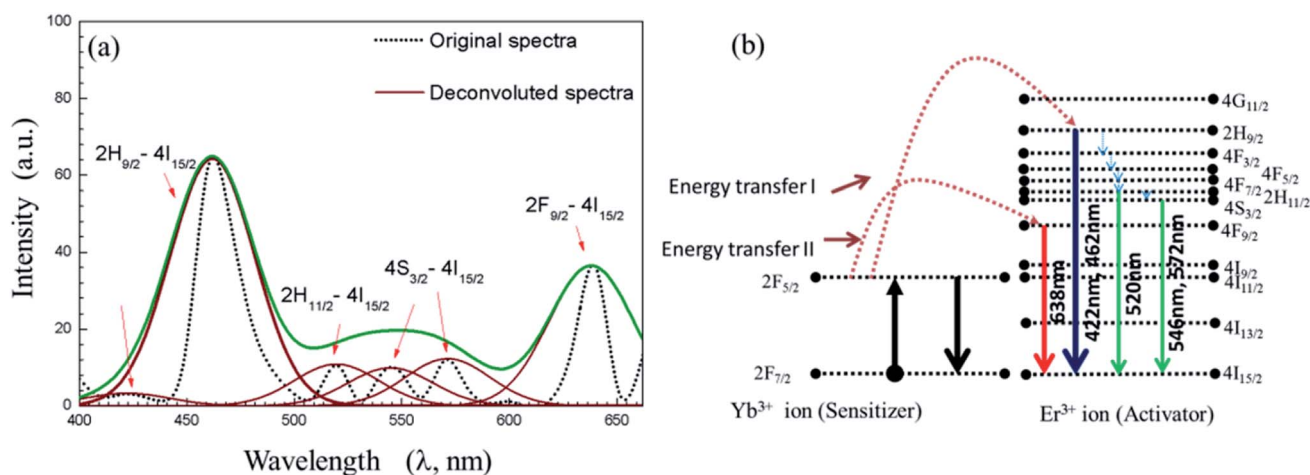 (a)
Original spectra
Deconvoluted spectra
2H9/2- 4I15/2
2H11/2- 4I15/2
4S3/2- 4I15/2
2F9/2- 4I15/2
Intensity (a.u.)
100
80
60
40
20
0
400 450 500 550 600 650
Wavelength (λ, nm)
(b)
Energy transfer I
Energy transfer II
2F5/2
2F7/2
Yb3+ ion (Sensitizer)
638nm
422nm, 462nm
520nm
546nm, 572nm
4G11/2
2H9/2
4F3/2
4F5/2
4F7/2
2H11/2
4S3/2
4F9/2
4I9/2
4I11/2
4I13/2
4I15/2
Er3+ ion (Activator)